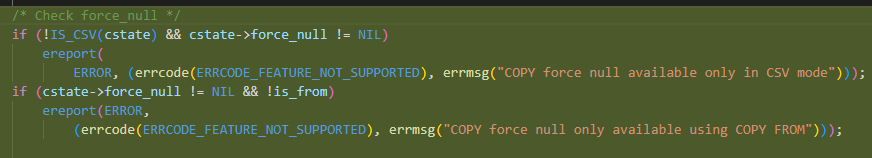 /* Check force_null */
if (!IS_CSV(cstate) && cstate->force_null != NIL)
ereport(
ERROR, (errcode(ERRCODE_FEATURE_NOT_SUPPORTED), errmsg("COPY force null available only in CSV mode")));
if (cstate->force_null != NIL && !is_from)
ereport(ERROR,
(errcode(ERRCODE_FEATURE_NOT_SUPPORTED), errmsg("COPY force null only available using COPY FROM")));